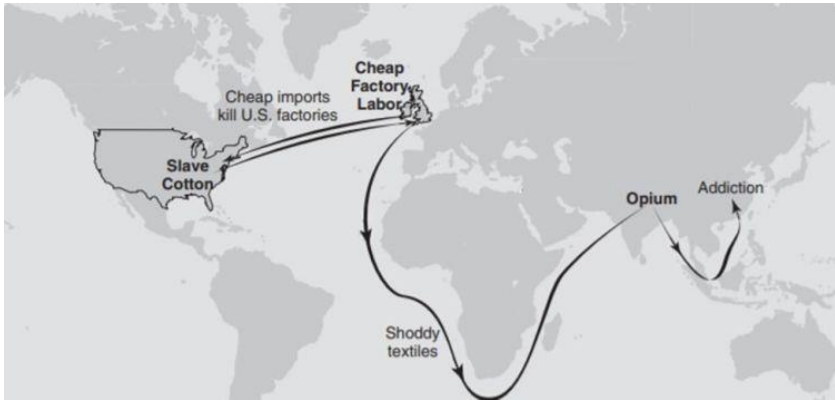 Cheap
Factory
Labor
Cheap imports
kill U.S. factories
Slave
Cotton
Opium
Addiction
Shoddy
textiles